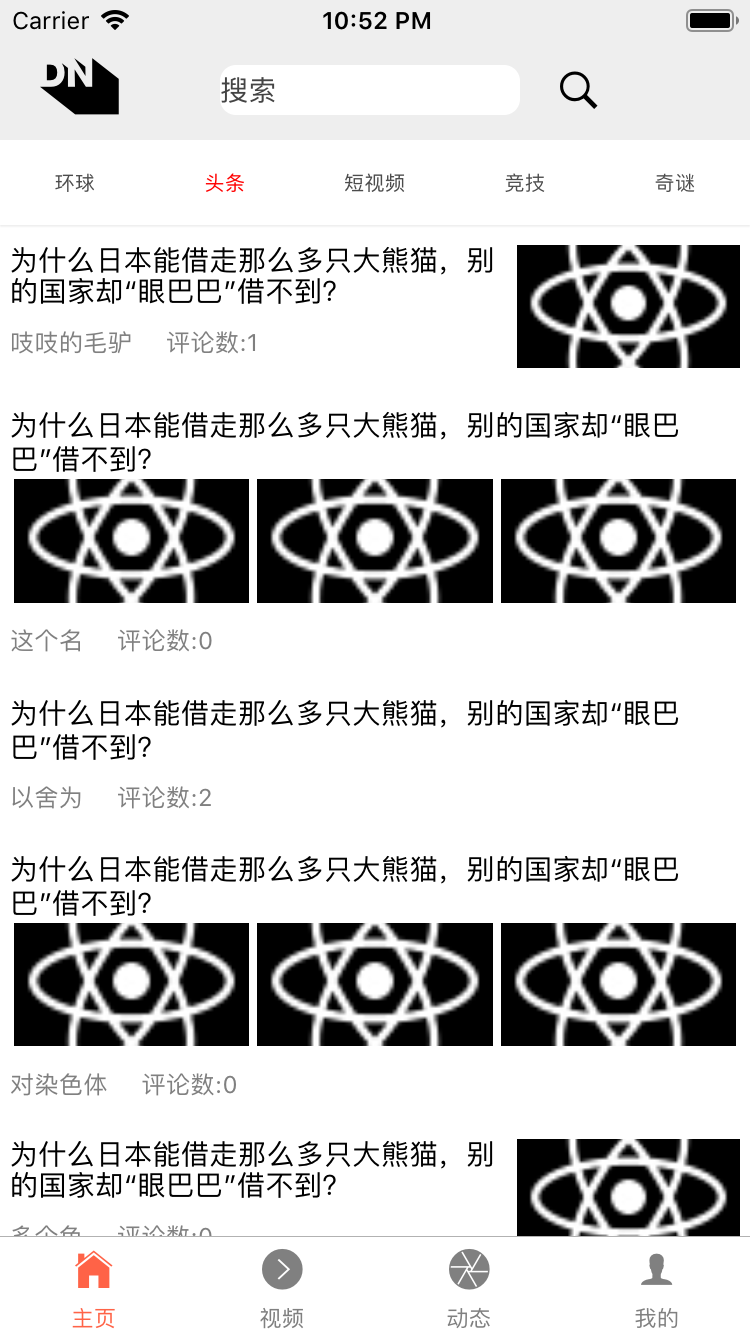 Carrier 10:52 PM
DN
搜索
环球 头条 短视频 竞技 奇谜
为什么日本能借走那么多只大熊猫，别
的国家却“眼巴巴”借不到?
吱吱的毛驴 评论数:1
为什么日本能借走那么多只大熊猫，别的国家却“眼巴
巴”借不到?
这个名 评论数:0
为什么日本能借走那么多只大熊猫，别的国家却“眼巴
巴”借不到?
以舍为 评论数:2
为什么日本能借走那么多只大熊猫，别的国家却“眼巴
巴”借不到?
对染色体 评论数:0
为什么日本能借走那么多只大熊猫，别
的国家却“眼巴巴”借不到?
多个色 评论数:0
主页 视频 动态 我的